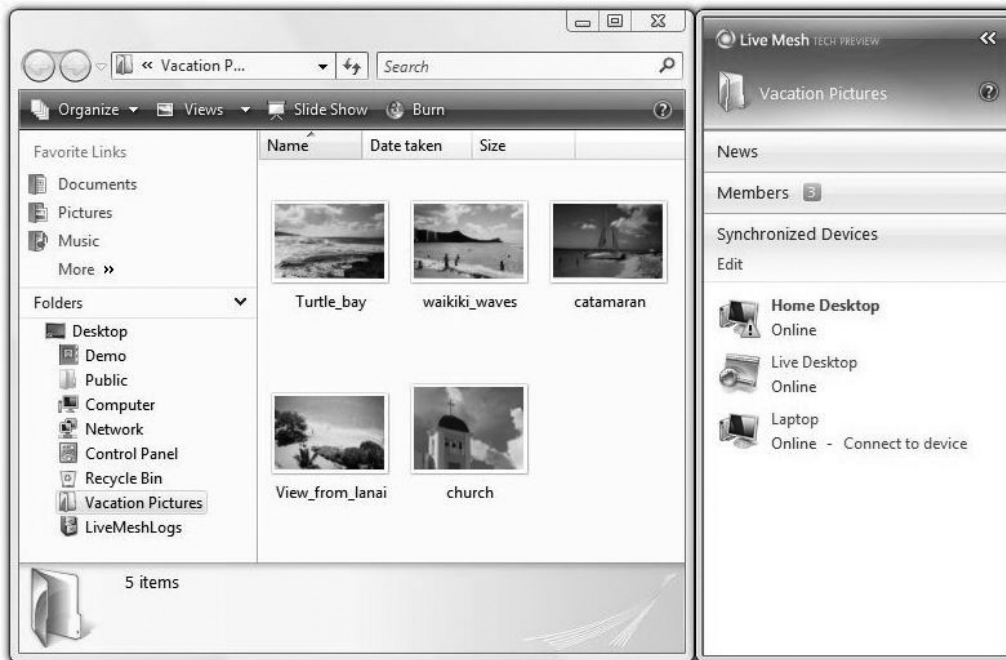 « Vacation P...
Search
Organize
Views
Slide Show
Burn
Favorite Links
Documents
Pictures
Music
More »
Folders
Desktop
Demo
Public
Computer
Network
Control Panel
Recycle Bin
Vacation Pictures
LiveMeshLogs
Name
Date taken
Size
Turtle_bay
waikiki_waves
catamaran
View_from_lanai
church
5 items
Live Mesh TECH PREVIEW
Vacation Pictures
News
Members 3
Synchronized Devices
Edit
Home Desktop
Online
Live Desktop
Online
Laptop
Online - Connect to device